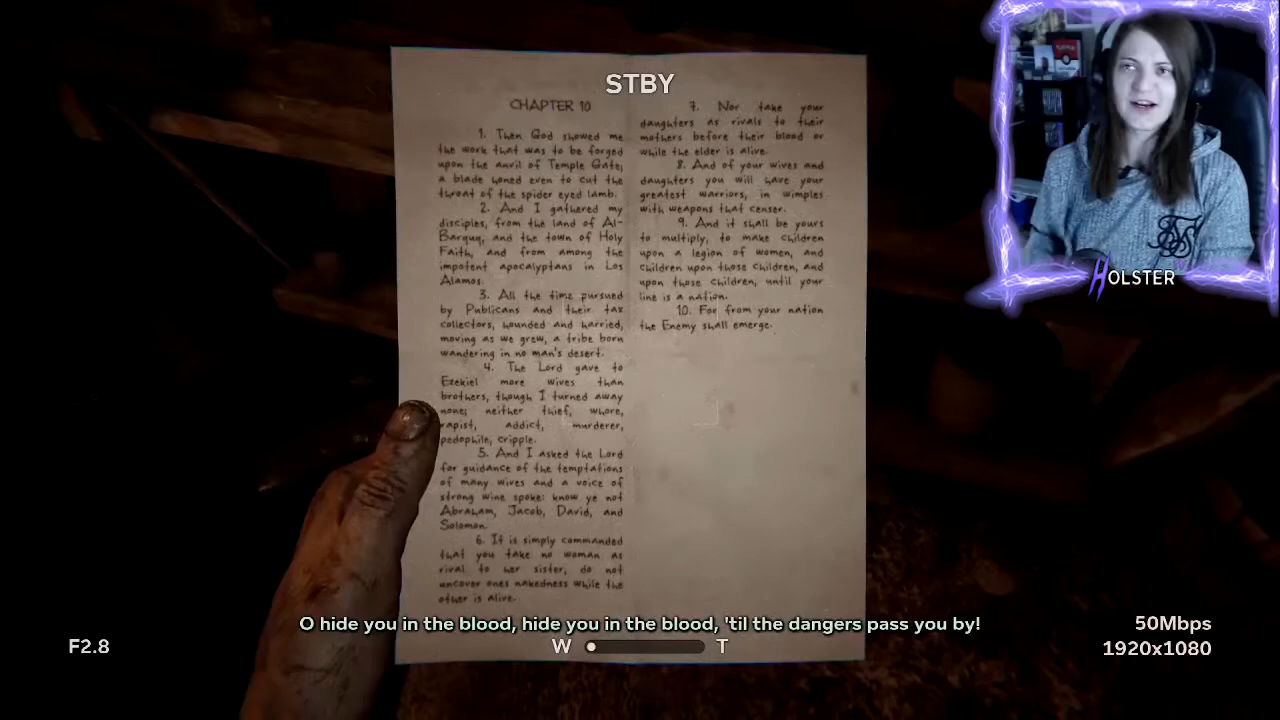 STBY
CHAPTER 10
1. Then God showed me
the work that was to be forged
upon the anvil of Temple Gate,
a blade honed even to cut the
throat of the spider eyed lamb.
2. And I gathered my
disciples, from the land of Al-
Barquq, and the town of Holy
Faith, and from among the
impotent apocalyptans in Los
Alamos.
3. All the time pursued
by Publicans and their tax
collectors, hounded and harried,
moving as we grew, a tribe born
wandering in no man's desert.
4. The Lord gave to
Ezekiel more wives than
brothers, though I turned away
none; neither thief, whore,
rapist, addict, murderer,
pedophile, cripple.
5. And I asked the Lord
for guidance of the temptations
of many wives and a voice of
strong wine spoke: know ye not
Abraham, Jacob, David, and
Solomon.
6. It is simply commanded
that you take no woman as
rival to her sister, do not
uncover ones nakedness while the
other is alive.
7. Nor take your
daughters as rivals to their
mothers before their blood or
while the elder is alive.
8. And of your wives and
daughters you will have your
greatest warriors, in wimples
with weapons that censer.
9. And it shall be yours
to multiply, to make children
upon a legion of women, and
children upon those children, and
upon those children, until your
line is a nation.
10. For from your nation
the Enemy shall emerge.
HOLSTER
O hide you in the blood, hide you in the blood, 'til the dangers pass you by!
F2.8
W T
50Mbps
1920x1080